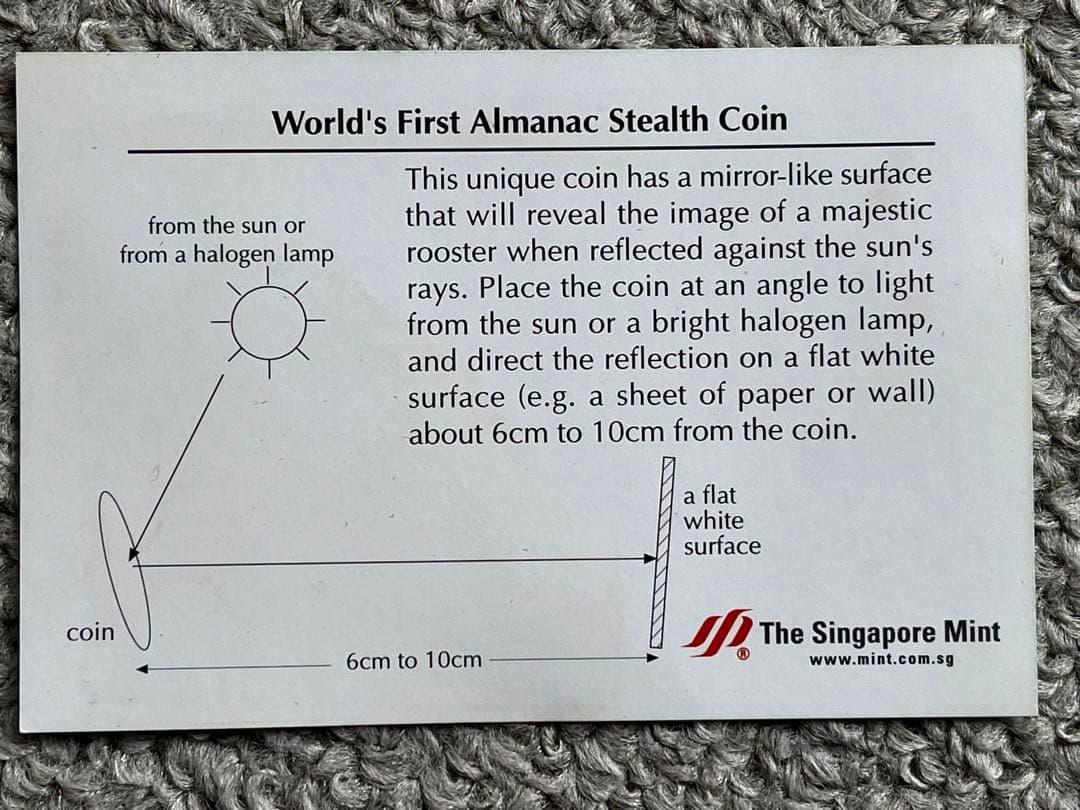 World's First Almanac Stealth Coin
This unique coin has a mirror-like surface
that will reveal the image of a majestic
rooster when reflected against the sun's
rays. Place the coin at an angle to light
from the sun or a bright halogen lamp,
and direct the reflection on a flat white
surface (e.g. a sheet of paper or wall)
about 6cm to 10cm from the coin.
from the sun or
from a halogen lamp
a flat
white
surface
coin
6cm to 10cm
The Singapore Mint
®
www.mint.com.sg